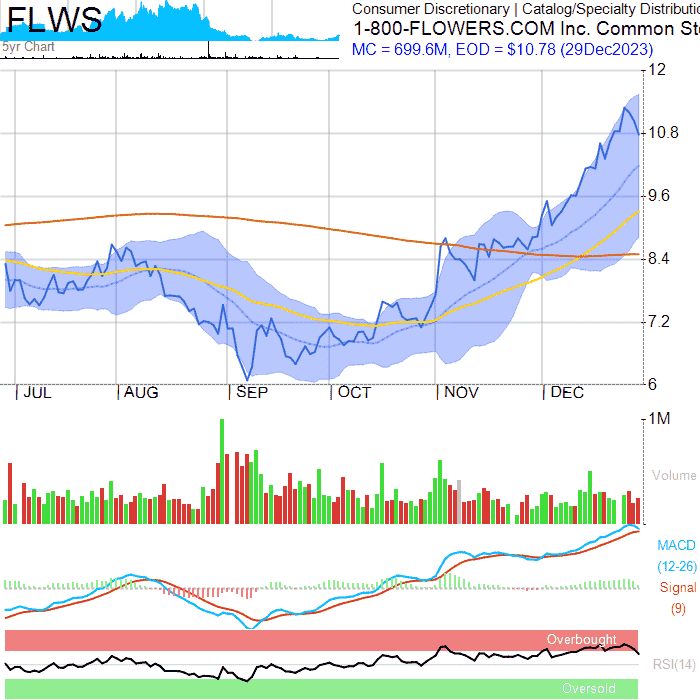 FLWS
5yr Chart
Consumer Discretionary | Catalog/Specialty Distributio
1-800-FLOWERS.COM Inc. Common Sto
MC = 699.6M, EOD = $10.78 (29Dec2023)
12
10.8
9.6
8.4
7.2
6
JUL AUG SEP OCT NOV DEC
1M
Volume
MACD
(12-26)
Signal
(9)
Overbought
RSI(14)
Oversold